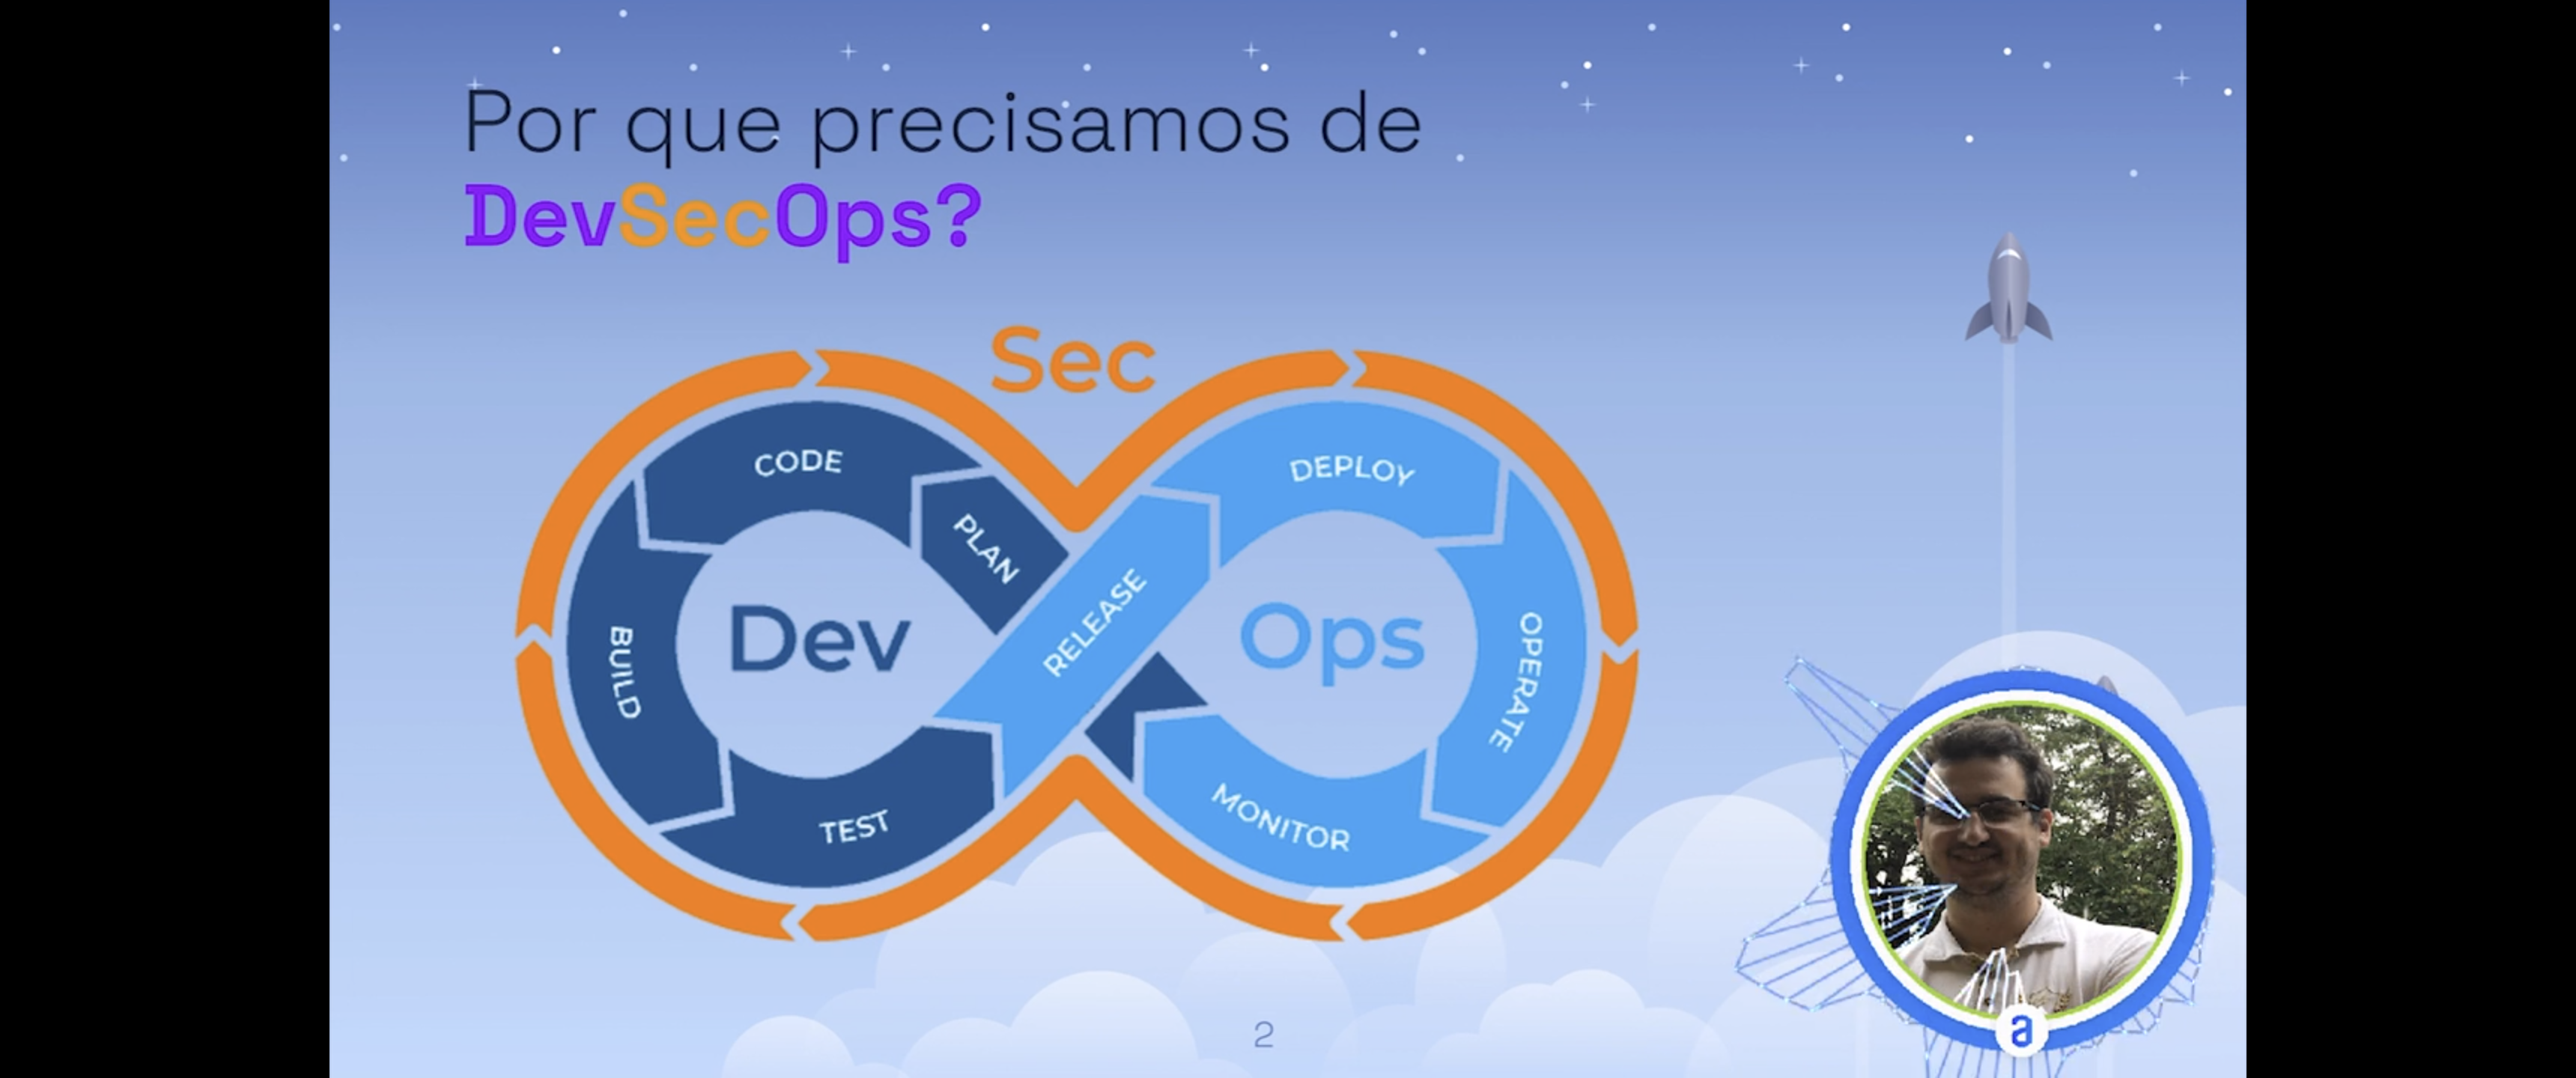 Por que precisamos de
DevSecOps?
Sec
CODE
PLAN
BUILD
Dev
TEST
RELEASE
DEPLOY
Ops
OPERATE
MONITOR
2
a